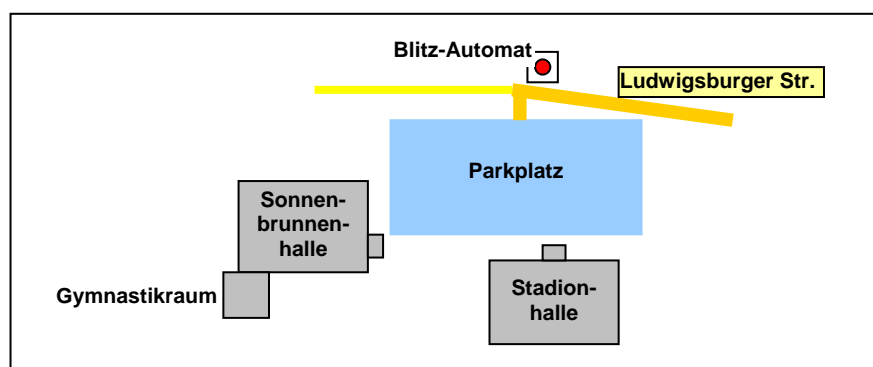 Blitz-Automat
Ludwigsburger Str.
Parkplatz
Sonnen-
brunnen-
halle
Gymnastikraum
Stadion-
halle